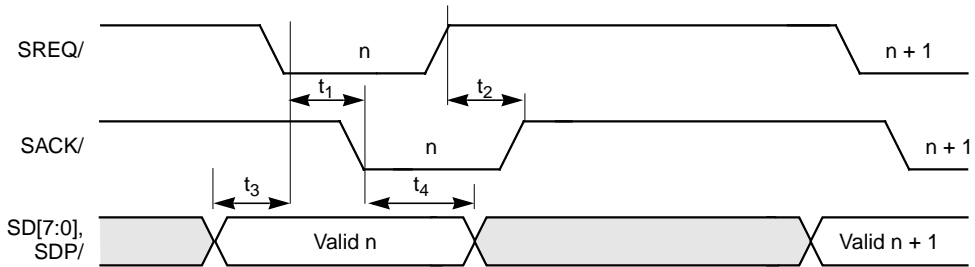 SREQ/
n
n + 1
t1
t2
SACK/
n
n + 1
t3
t4
SD[7:0],
SDP/
Valid n
Valid n + 1